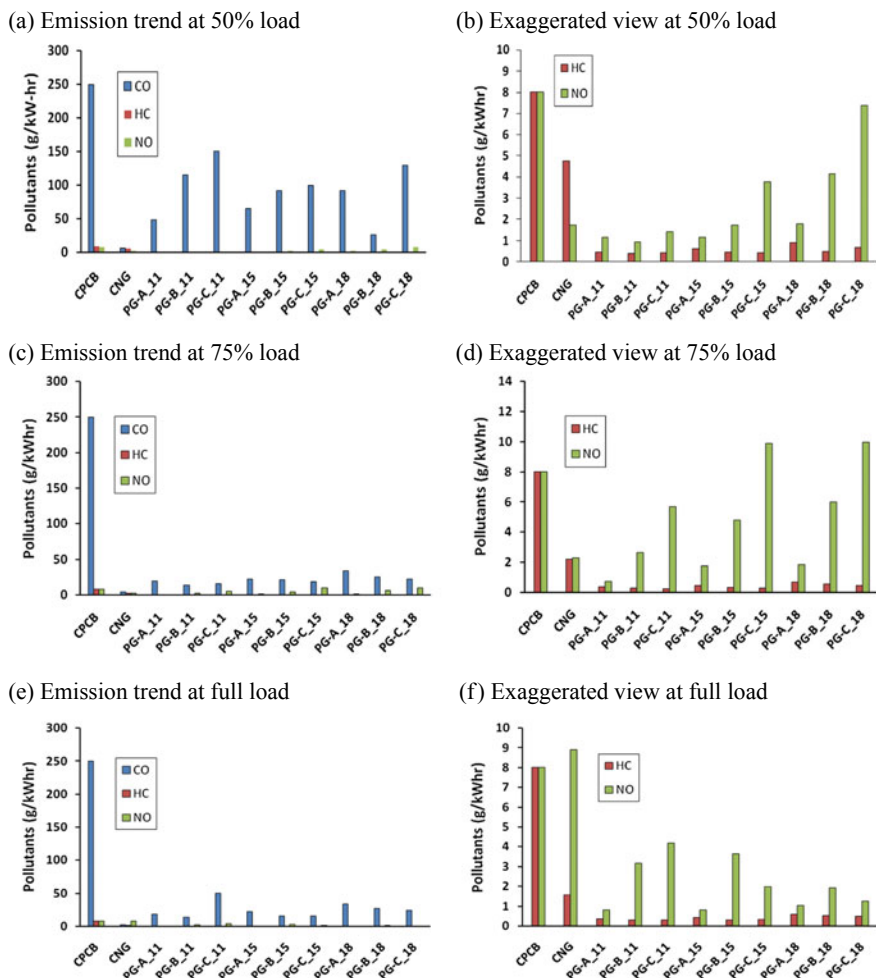 (a) Emission trend at 50% load
Pollutants (g/kW-hr)
300
250
200
150
100
50
0
CO
HC
NO
CPCB
CNG
PG-A_11
PG-B_11
PG-C_11
PG-A_15
PG-B_15
PG-C_15
PG-A_18
PG-B_18
PG-C_18
(b) Exaggerated view at 50% load
Pollutants (g/kWhr)
10
9
8
7
6
5
4
3
2
1
0
HC
NO
CPCB
CNG
PG-A_11
PG-B_11
PG-C_11
PG-A_15
PG-B_15
PG-C_15
PG-A_18
PG-B_18
PG-C_18
(c) Emission trend at 75% load
Pollutants (g/kWhr)
300
250
200
150
100
50
0
CO
HC
NO
CPCB
CNG
PG-A_11
PG-B_11
PG-C_11
PG-A_15
PG-B_15
PG-C_15
PG-A_18
PG-B_18
PG-C_18
(d) Exaggerated view at 75% load
Pollutants (g/kWhr)
14
12
10
8
6
4
2
0
HC
NO
CPCB
CNG
PG-A_11
PG-B_11
PG-C_11
PG-A_15
PG-B_15
PG-C_15
PG-A_18
PG-B_18
PG-C_18
(e) Emission trend at full load
Pollutants (g/kWhr)
300
250
200
150
100
50
0
CO
HC
NO
CPCB
CNG
PG-A_11
PG-B_11
PG-C_11
PG-A_15
PG-B_15
PG-C_15
PG-A_18
PG-B_18
PG-C_18
(f) Exaggerated view at full load
Pollutants (g/kWhr)
10
9
8
7
6
5
4
3
2
1
0
HC
NO
CPCB
CNG
PG-A_11
PG-B_11
PG-C_11
PG-A_15
PG-B_15
PG-C_15
PG-A_18
PG-B_18
PG-C_18